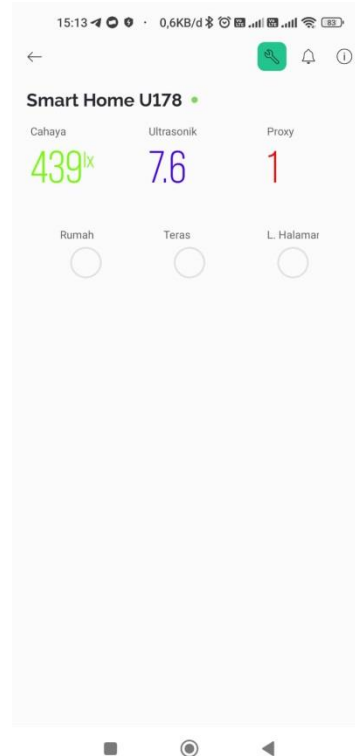 15:13 · 0,6KB/d 83
Smart Home U178
Cahaya Ultrasonik Proxy
439lx 7.6 1
Rumah Teras L. Halamar